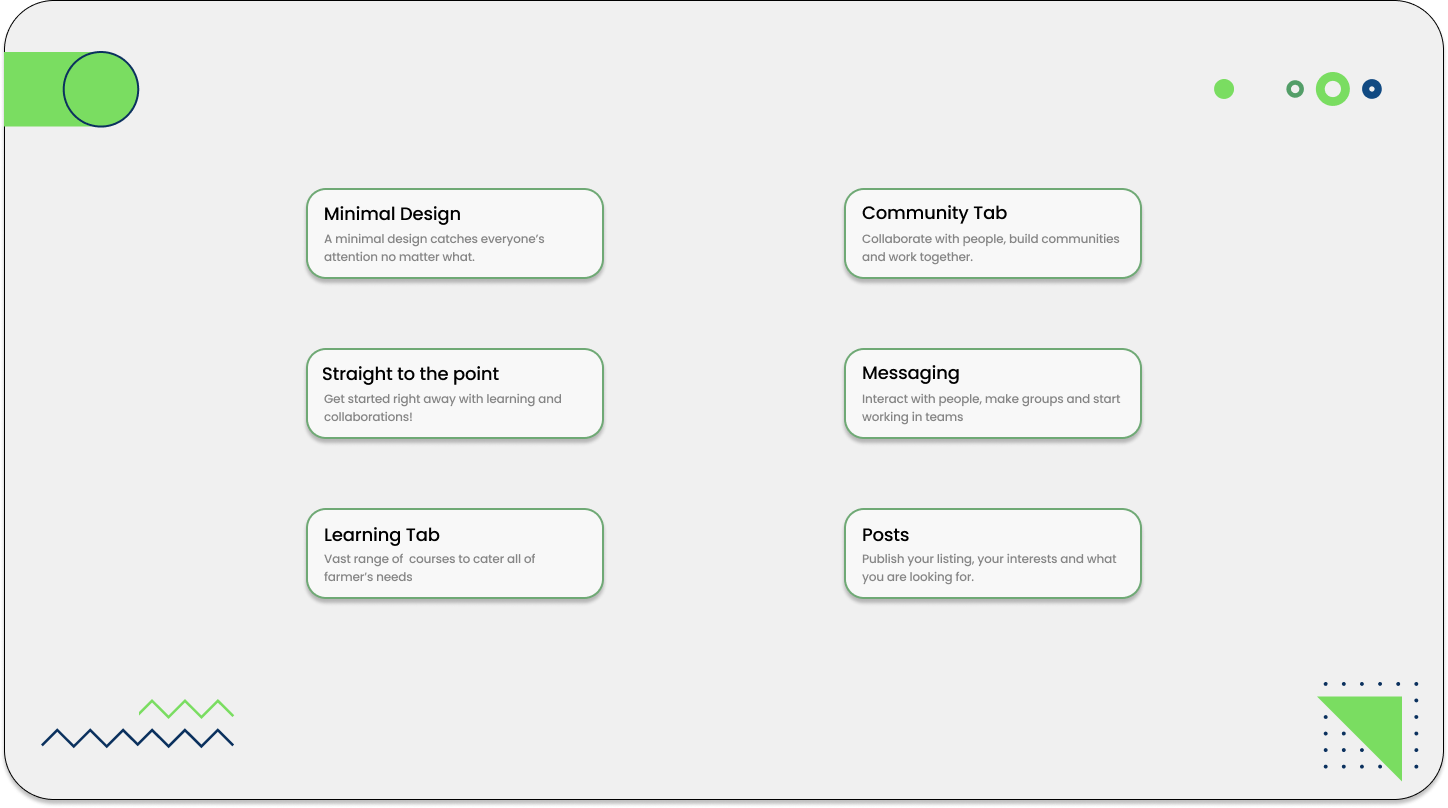 Minimal Design
A minimal design catches everyone's
attention no matter what.
Community Tab
Collaborate with people, build communities
and work together.
Straight to the point
Get started right away with learning and
collaborations!
Messaging
Interact with people, make groups and start
working in teams
Learning Tab
Vast range of  courses to cater all of
farmer's needs
Posts
Publish your listing, your interests and what
you are looking for.